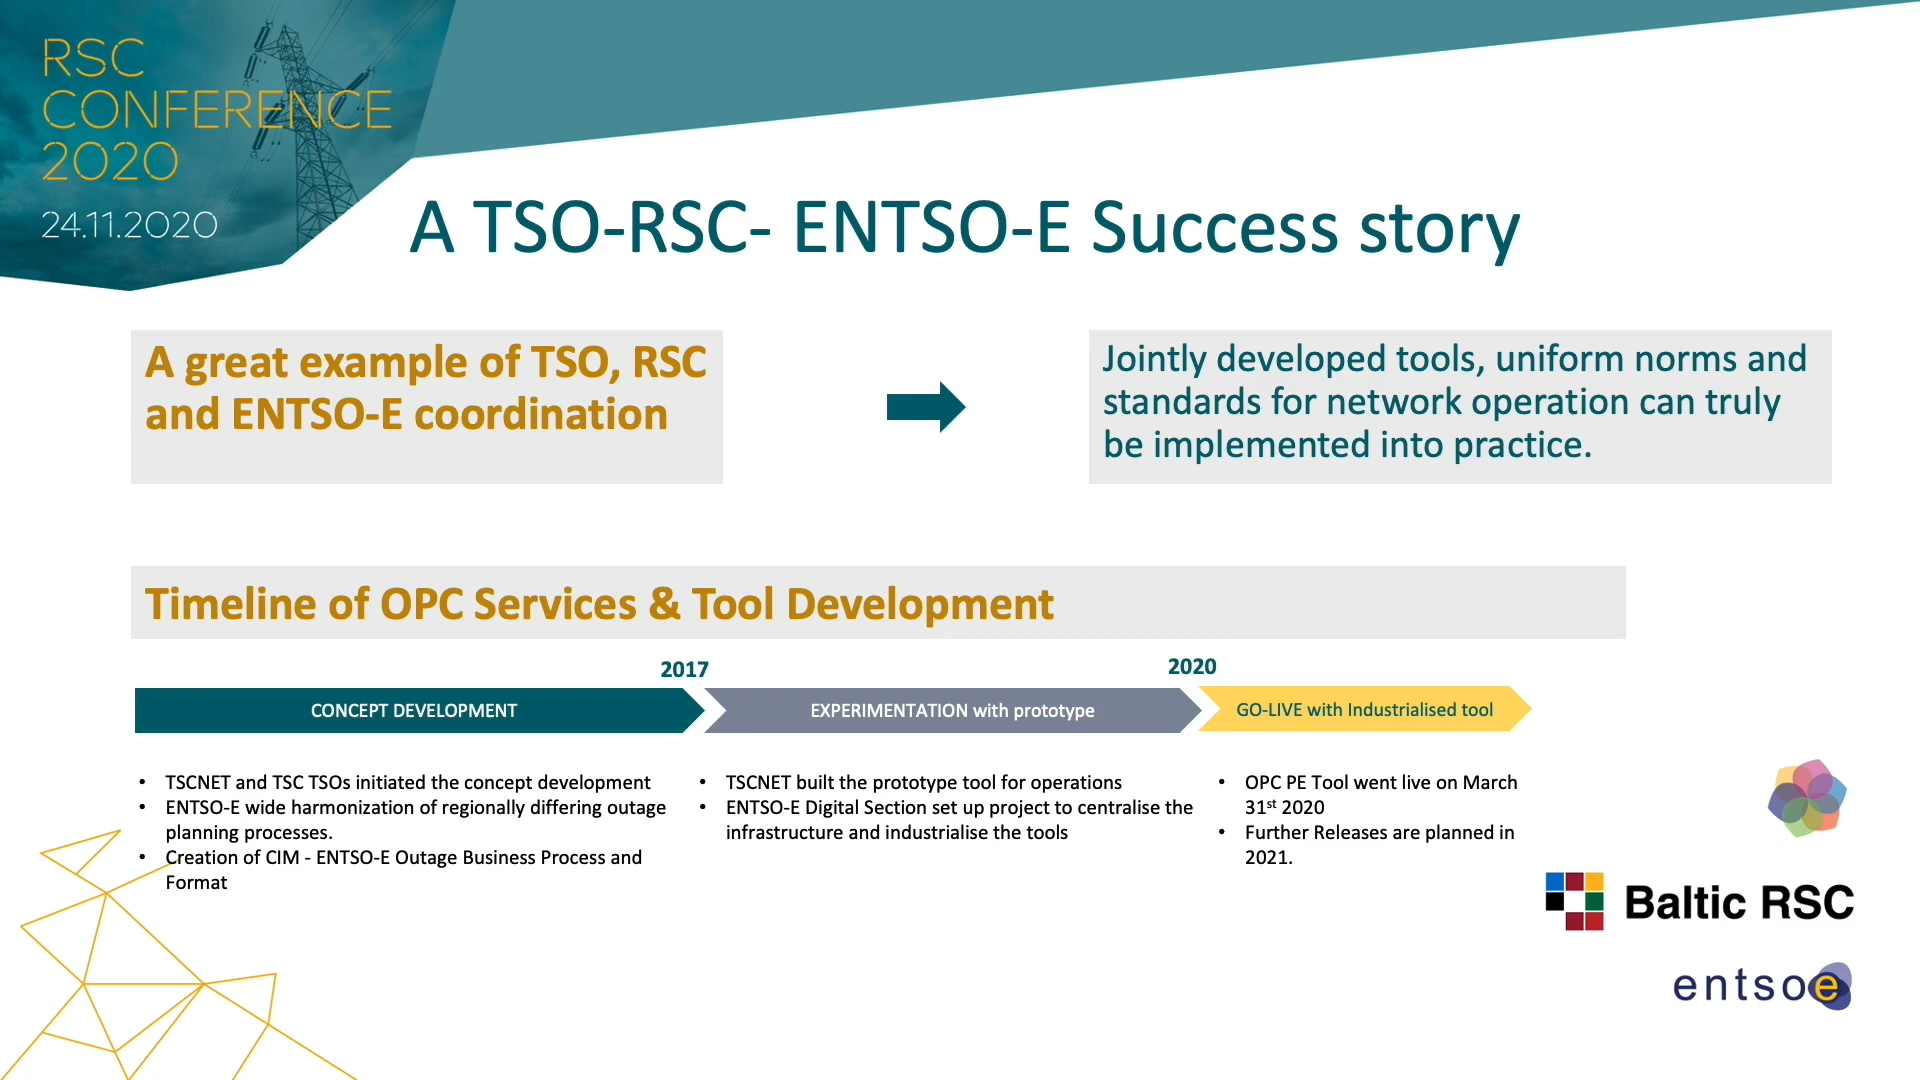 RSC
CONFERENCE
2020
24.11.2020
A TSO-RSC- ENTSO-E Success story
A great example of TSO, RSC
and ENTSO-E coordination
Jointly developed tools, uniform norms and
standards for network operation can truly
be implemented into practice.
Timeline of OPC Services & Tool Development
2017
2020
CONCEPT DEVELOPMENT
EXPERIMENTATION with prototype
GO-LIVE with Industrialised tool
• TSCNET and TSC TSOs initiated the concept development
• ENTSO-E wide harmonization of regionally differing outage
planning processes.
• Creation of CIM - ENTSO-E Outage Business Process and
Format
• TSCNET built the prototype tool for operations
• ENTSO-E Digital Section set up project to centralise the
infrastructure and industrialise the tools
• OPC PE Tool went live on March
31st 2020
• Further Releases are planned in
2021.
Baltic RSC
entsoe